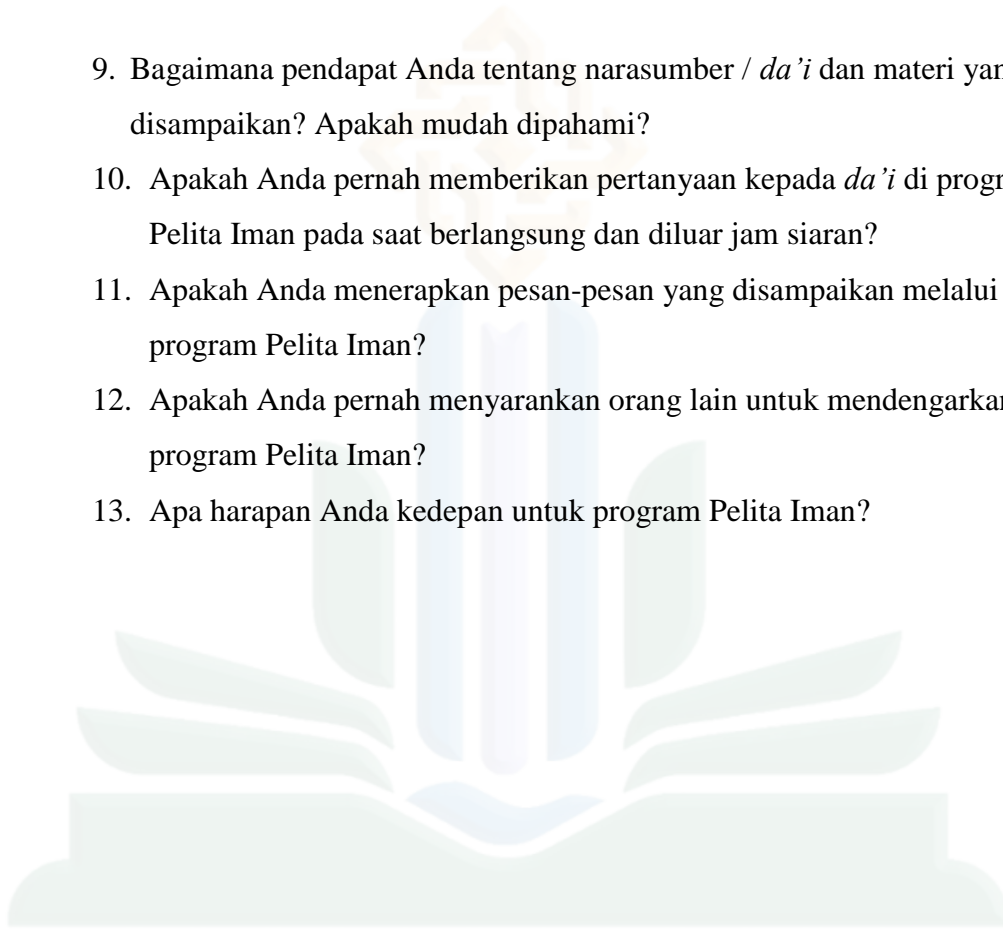 9. Bagaimana pendapat Anda tentang narasumber / da’i dan materi yan
disampaikan? Apakah mudah dipahami?
10. Apakah Anda pernah memberikan pertanyaan kepada da’i di progr
Pelita Iman pada saat berlangsung dan diluar jam siaran?
11. Apakah Anda menerapkan pesan-pesan yang disampaikan melalui
program Pelita Iman?
12. Apakah Anda pernah menyarankan orang lain untuk mendengarkan
program Pelita Iman?
13. Apa harapan Anda kedepan untuk program Pelita Iman?